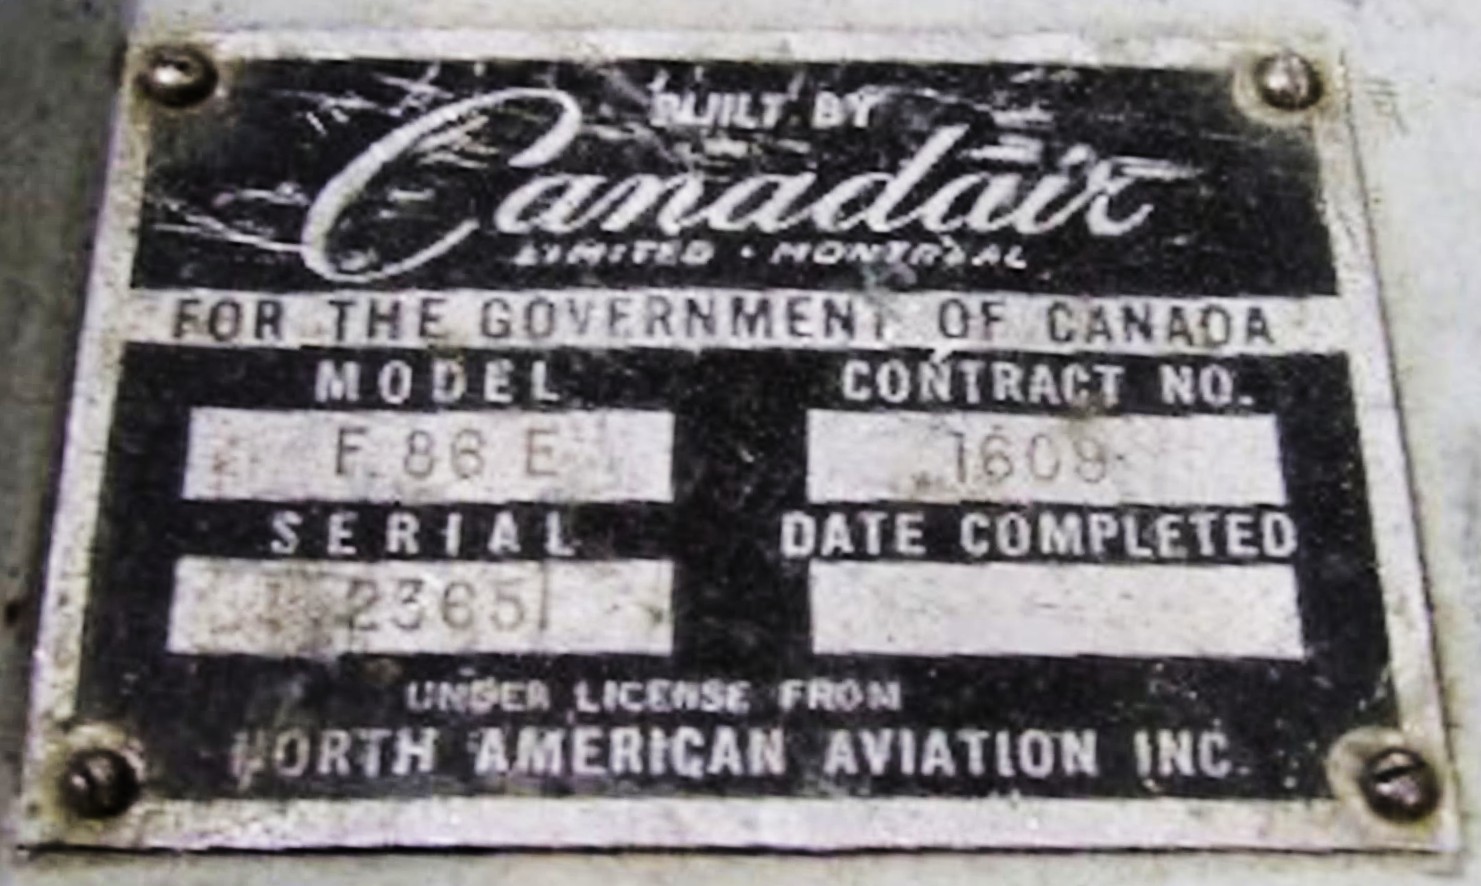 BUILT BY
Canadair
LIMITED • MONTREAL
FOR THE GOVERNMENT OF CANADA
MODEL CONTRACT NO.
F. 86 E 1609
SERIAL DATE COMPLETED
2365
UNDER LICENSE FROM
NORTH AMERICAN AVIATION INC.